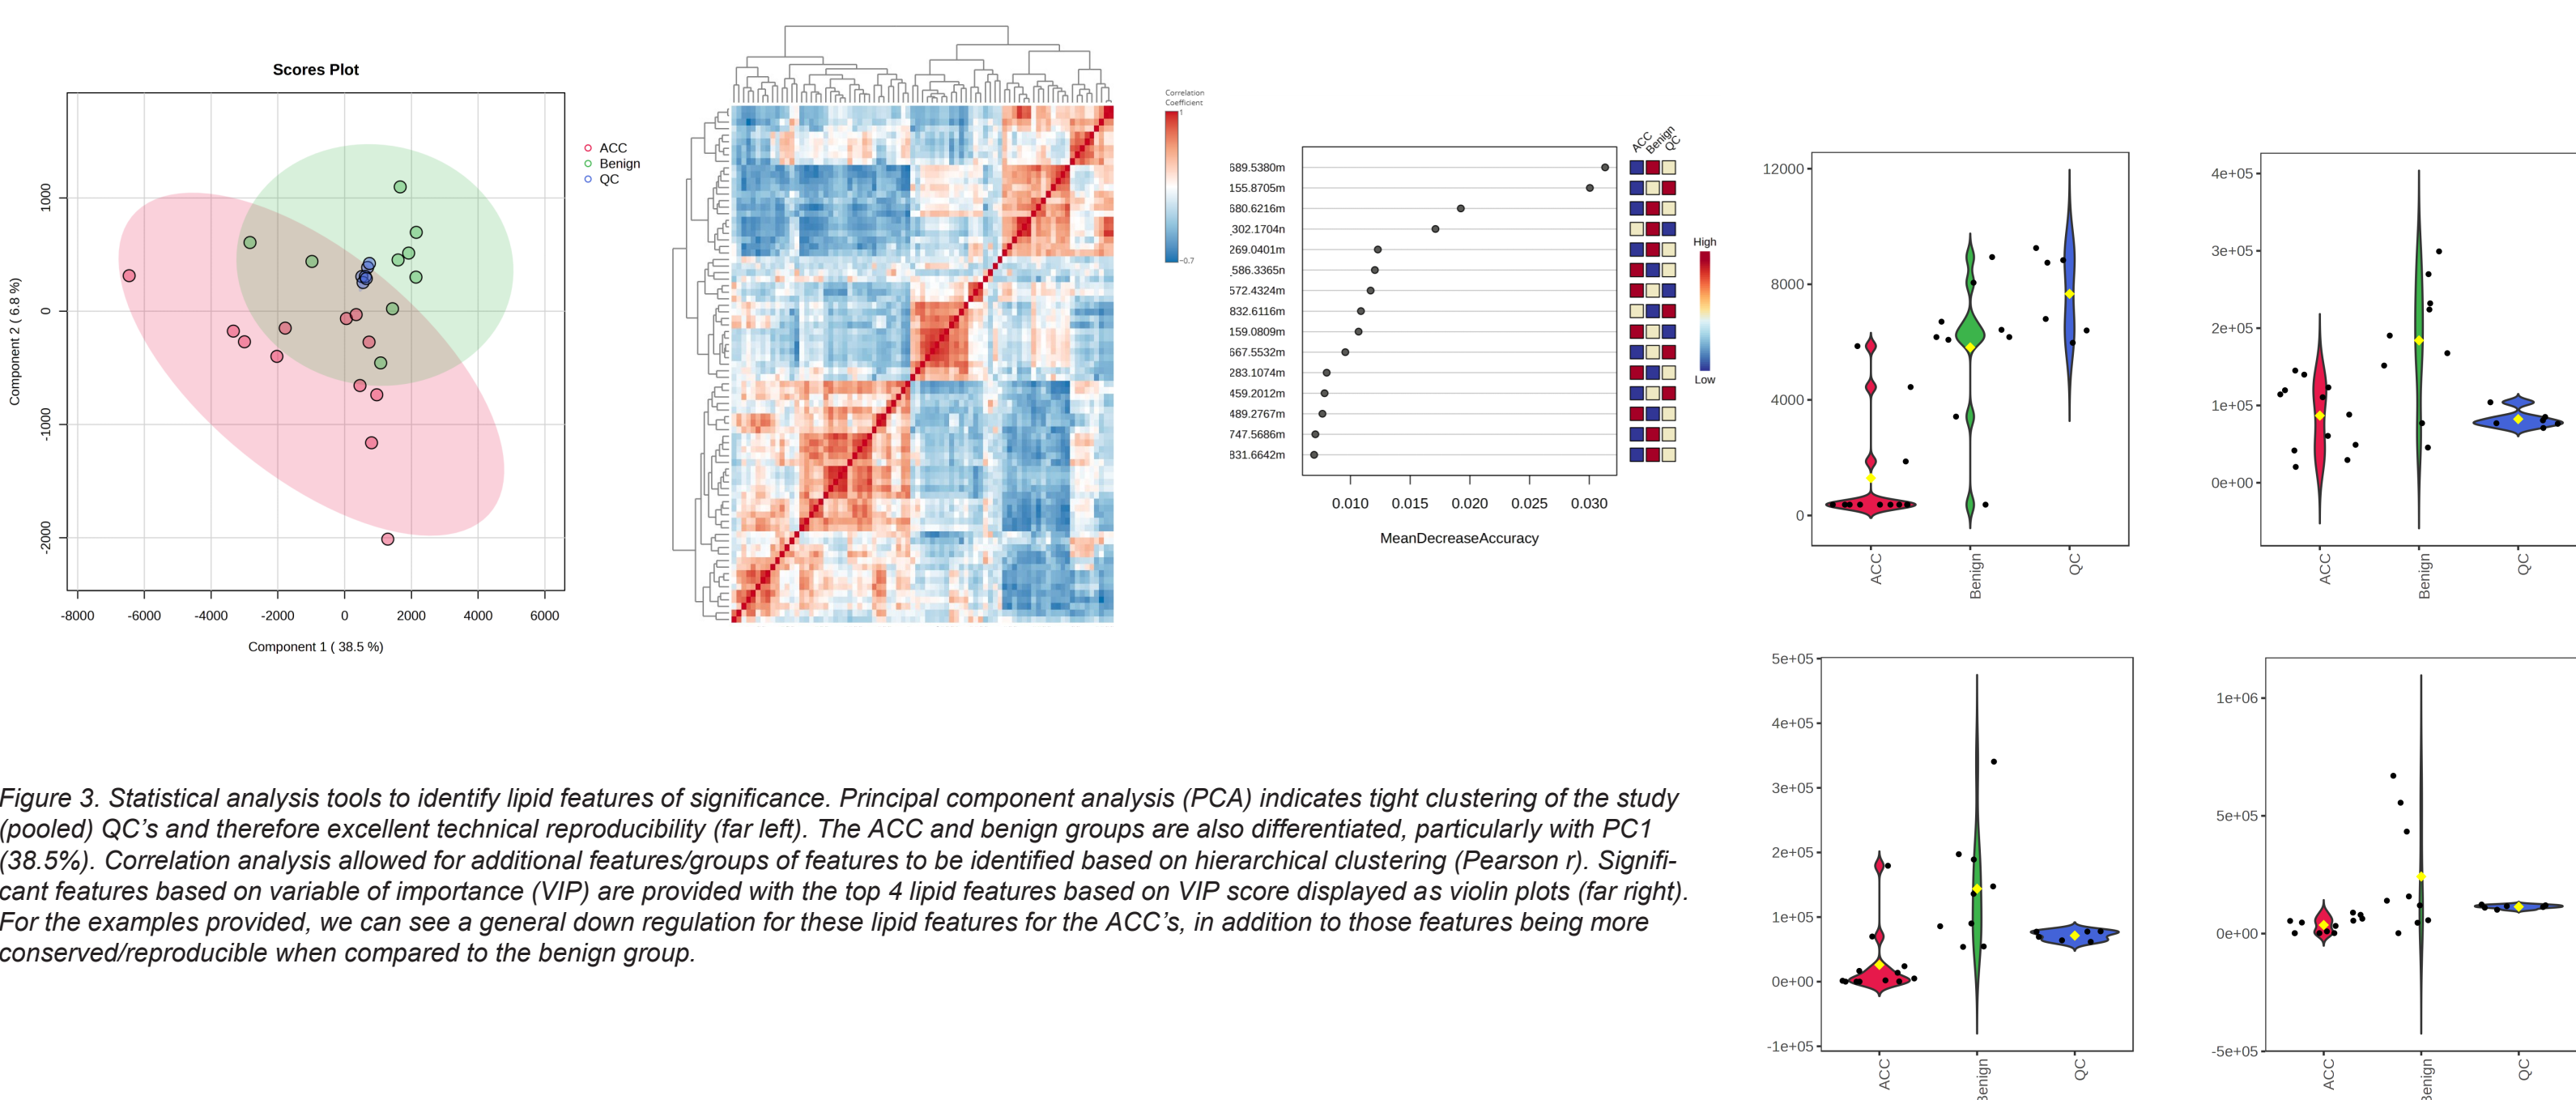 Scores Plot
Component 2 ( 6.8 %)
1000
0
-1000
-2000
-8000 -6000 -4000 -2000 0 2000 4000 6000
Component 1 ( 38.5 %)
ACC
Benign
QC
Correlation
Coefficient
1
-0.7
689.5380m
155.8705m
680.6216m
302.1704n
269.0401m
586.3365n
572.4324m
832.6116m
159.0809m
667.5532m
283.1074m
459.2012m
489.2767m
747.5686m
831.6642m
0.010 0.015 0.020 0.025 0.030
MeanDecreaseAccuracy
ACC Benign QC
High
Low
12000
8000
4000
0
ACC Benign QC
4e+05
3e+05
2e+05
1e+05
0e+00
ACC Benign QC
5e+05
4e+05
3e+05
2e+05
1e+05
0e+00
-1e+05
ACC Benign QC
1e+06
5e+05
0e+00
-5e+05
ACC Benign QC
Figure 3. Statistical analysis tools to identify lipid features of significance. Principal component analysis (PCA) indicates tight clustering of the study
(pooled) QC's and therefore excellent technical reproducibility (far left). The ACC and benign groups are also differentiated, particularly with PC1
(38.5%). Correlation analysis allowed for additional features/groups of features to be identified based on hierarchical clustering (Pearson r). Signifi-
cant features based on variable of importance (VIP) are provided with the top 4 lipid features based on VIP score displayed as violin plots (far right).
For the examples provided, we can see a general down regulation for these lipid features for the ACC's, in addition to those features being more
conserved/reproducible when compared to the benign group.